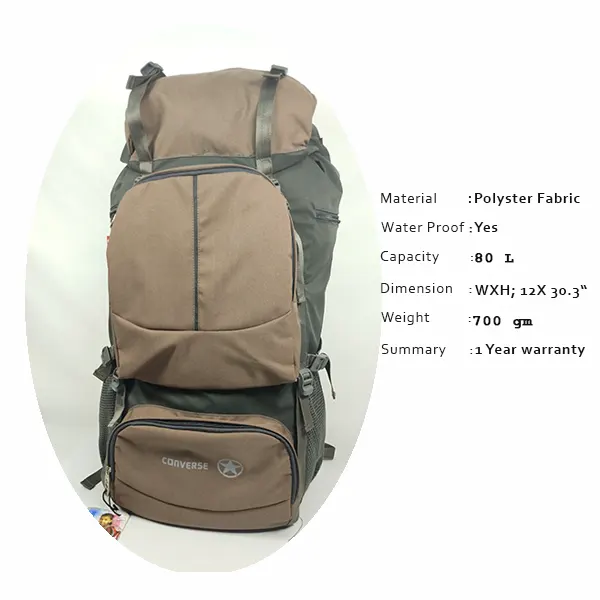 Material :Polyster Fabric
Water Proof :Yes
Capacity :80 L
Dimension : WXH; 12X 30.3“
Weight :700 gm
Summary :1 Year warranty
CONVERSE